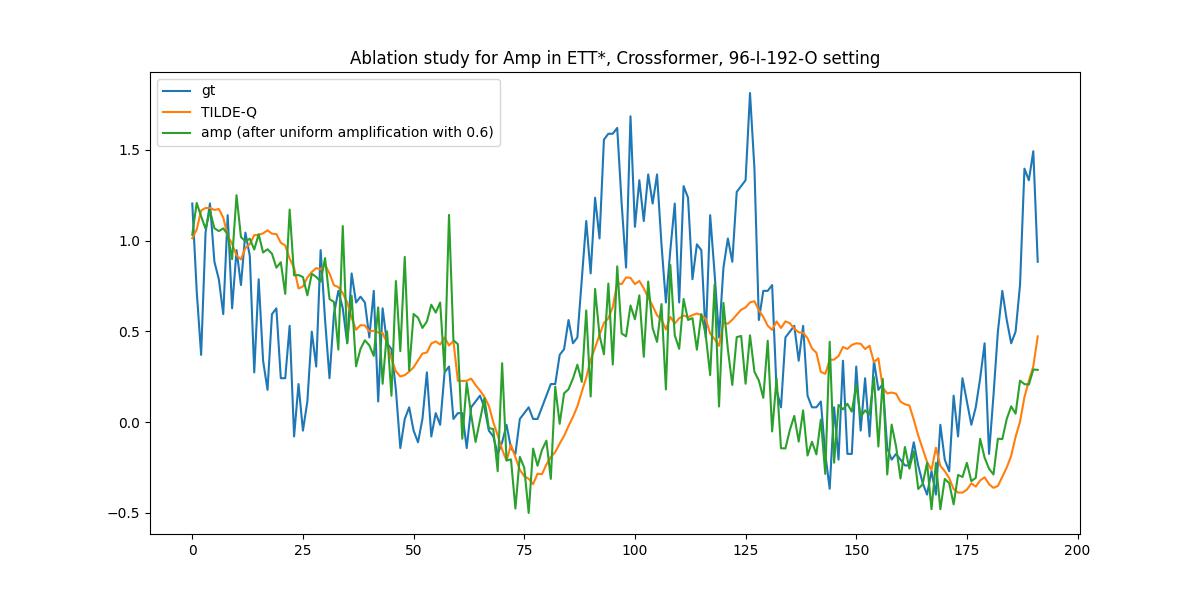 Ablation study for Amp in ETT*, Crossformer, 96-I-192-O setting
gt
TILDE-Q
amp (after uniform amplification with 0.6)
1.5
1.0
0.5
0.0
−0.5
0 25 50 75 100 125 150 175 200